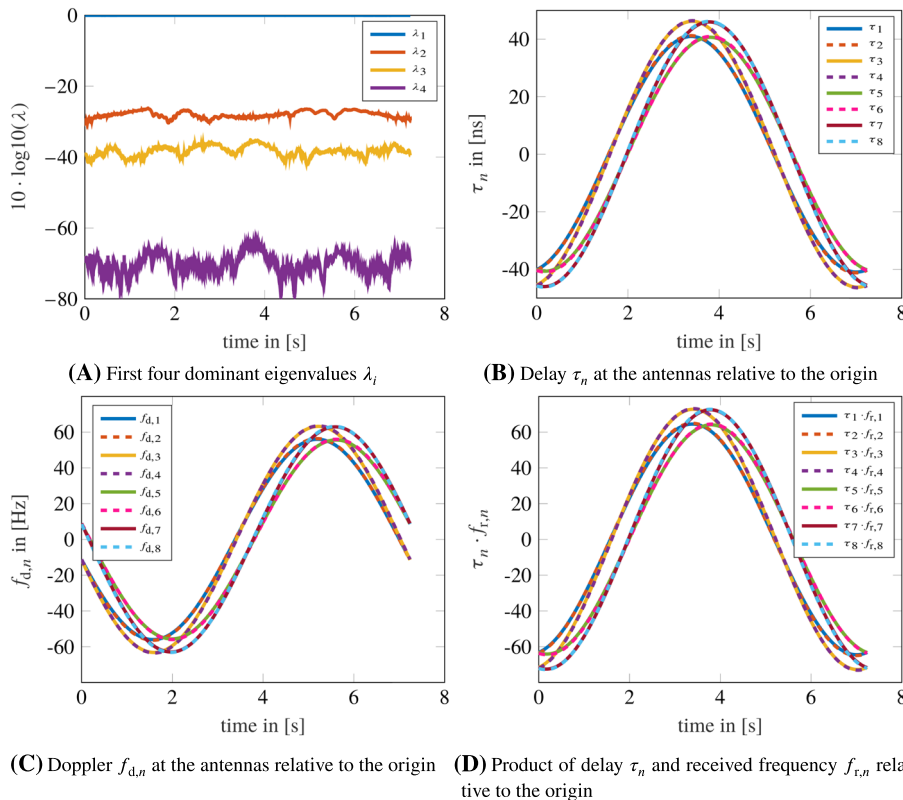 0
−20
−40
−60
−80
10 · log10(λ)
λ1
λ2
λ3
λ4
0 2 4 6 8
time in [s]
(A) First four dominant eigenvalues λi
40
20
0
-20
-40
τn in [ns]
τ1
τ2
τ3
τ4
τ5
τ6
τ7
τ8
0 2 4 6 8
time in [s]
(B) Delay τn at the antennas relative to the origin
60
40
20
0
-20
-40
-60
fd,n in [Hz]
fd,1
fd,2
fd,3
fd,4
fd,5
fd,6
fd,7
fd,8
0 2 4 6 8
time in [s]
(C) Doppler fd,n at the antennas relative to the origin
60
40
20
0
-20
-40
-60
τn · fr,n
τ1 · fr,1
τ2 · fr,2
τ3 · fr,3
τ4 · fr,4
τ5 · fr,5
τ6 · fr,6
τ7 · fr,7
τ8 · fr,8
0 2 4 6 8
time in [s]
(D) Product of delay τn and received frequency fr,n rela
tive to the origin